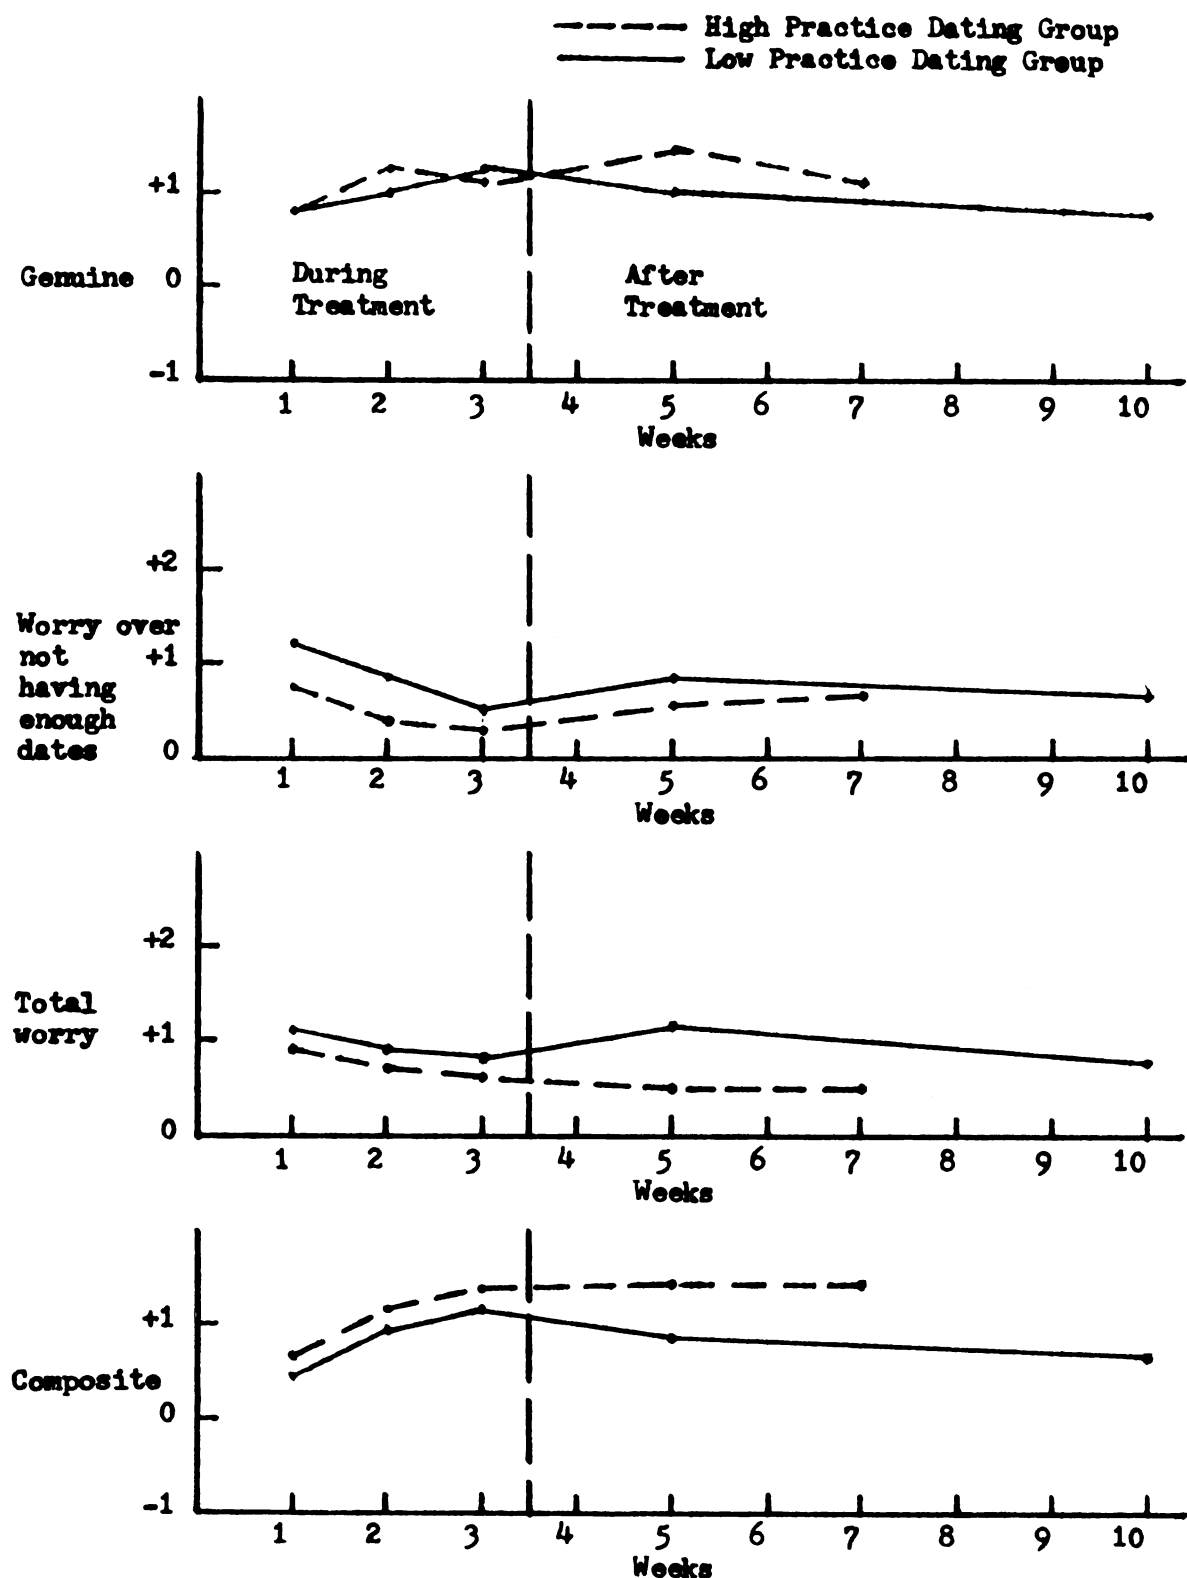 High Practice Dating Group
Low Practice Dating Group
+1
Genuine 0
-1
During
Treatment
After
Treatment
1 2 3 4 5 6 7 8 9 10
Weeks
+2
Worry over
not +1
having
enough
dates 0
1 2 3 4 5 6 7 8 9 10
Weeks
+2
Total
worry +1
0
1 2 3 4 5 6 7 8 9 10
Weeks
+1
Composite
0
-1
1 2 3 4 5 6 7 8 9 10
Weeks